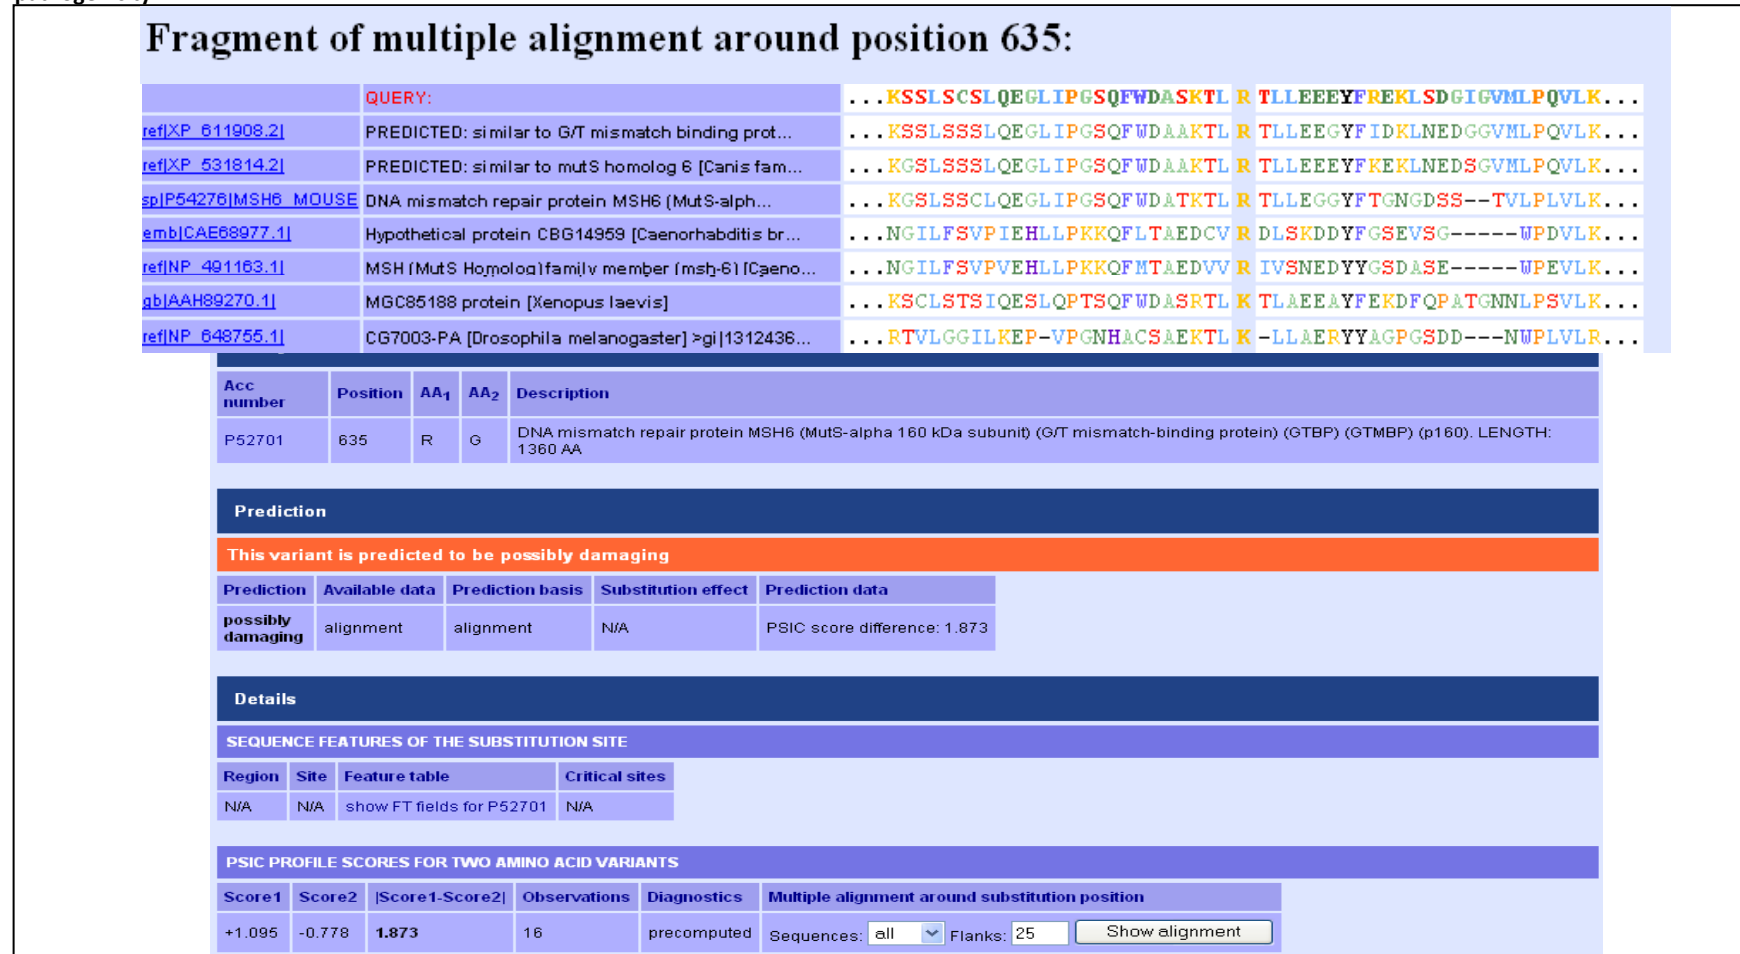 Fragment of multiple alignment around position 635:
QUERY: ...KSSLSCSLQEGLIPGSQFWDASKTL R TLLEEEYFREKLSDGIGVMLPQVLK...
ref|XP_611908.2| PREDICTED: similar to G/T mismatch binding prot... ...KSSLSSSLQEGLIPGSQFWDAAKTL R TLLEEGYFIDKLNEDGGVMLPQVLK...
ref|XP_531814.2| PREDICTED: similar to mutS homolog 6 [Canis fam... ...KGSLSSSLQEGLIPGSQFWDAAKTL R TLLEEEYFKEKLNEDSGVMLPQVLK...
sp|P54276|MSH6_MOUSE DNA mismatch repair protein MSH6 (MutS-alph... ...KGSLSSCLQEGLIPGSQFWDATKTL R TLLEGGYFTGNGDSS--TVLPLVLK...
emb|CAE68977.1| Hypothetical protein CBG14959 [Caenorhabditis br... ...NGILFSVPIEHLLPKKQFLTAEDCV R DLSKDDYFGSEVSG-----WPDVLK...
ref|NP_491163.1| MSH (MutS Homolog) family member (msh-6) [Caeno... ...NGILFSVPVEHLLPKKQFMTAEDVV R IVSNEDYYGSDASE-----WPEVLK...
gb|AAH89270.1| MGC85188 protein [Xenopus laevis] ...KSCLSTSIQESLQPTSQFWDASRTL K TLAEEAYFEKDFQPATGNNLPSVLK...
ref|NP_648755.1| CG7003-PA [Drosophila melanogaster] >gi|1312436... ...RTVLGGILKEP-VPGNHACSAEKTL K -LLAERYYAGPGSDD---NWPLVLR...
Acc number Position AA1 AA2 Description
P52701 635 R G DNA mismatch repair protein MSH6 (MutS-alpha 160 kDa subunit) (G/T mismatch-binding protein) (GTBP) (GTMBP) (p160). LENGTH:
1360 AA
Prediction
This variant is predicted to be possibly damaging
Prediction Available data Prediction basis Substitution effect Prediction data
possibly damaging alignment alignment N/A PSIC score difference: 1.873
Details
SEQUENCE FEATURES OF THE SUBSTITUTION SITE
Region Site Feature table Critical sites
N/A N/A show FT fields for P52701 N/A
PSIC PROFILE SCORES FOR TWO AMINO ACID VARIANTS
Score1 Score2 |Score1-Score2| Observations Diagnostics Multiple alignment around substitution position
+1.095 -0.778 1.873 16 precomputed Sequences: all Flanks: 25 Show alignment